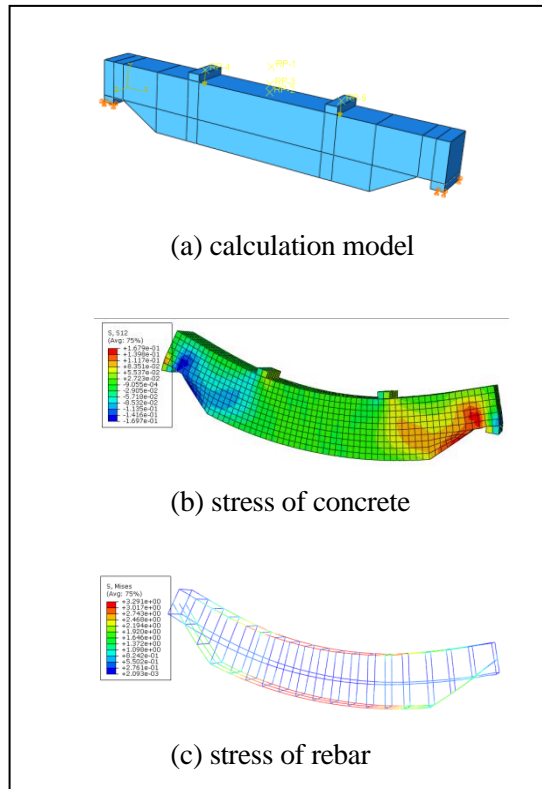 RP-1
(a) calculation model
S, S12
(Avg: 75%)
+1.679e-01
+1.398e-01
+1.117e-01
+8.351e-02
+5.537e-02
+2.723e-02
-9.055e-04
-2.905e-02
-5.718e-02
-8.532e-02
-1.135e-01
-1.416e-01
-1.697e-01
(b) stress of concrete
S, Mises
(Avg: 75%)
+3.291e+00
+3.017e+00
+2.743e+00
+2.468e+00
+2.194e+00
+1.920e+00
+1.646e+00
+1.372e+00
+1.098e+00
+8.242e-01
+5.502e-01
+2.761e-01
+2.093e-03
(c) stress of rebar